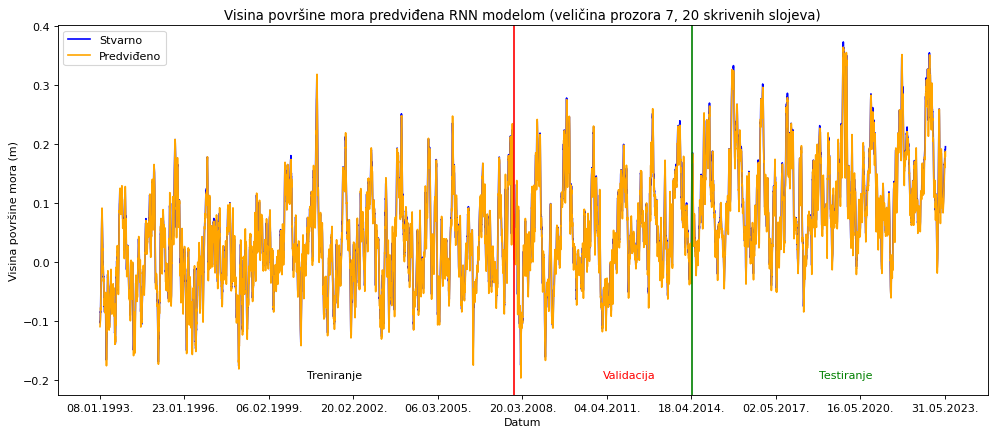 Visina površine mora predviđena RNN modelom (veličina prozora 7, 20 skrivenih slojeva)
Stvarno
Predviđeno
0.4
0.3
0.2
0.1
0.0
−0.1
−0.2
Visina površine mora (m)
Treniranje
Validacija
Testiranje
08.01.1993. 23.01.1996. 06.02.1999. 20.02.2002. 06.03.2005. 20.03.2008. 04.04.2011. 18.04.2014. 02.05.2017. 16.05.2020. 31.05.2023.
Datum